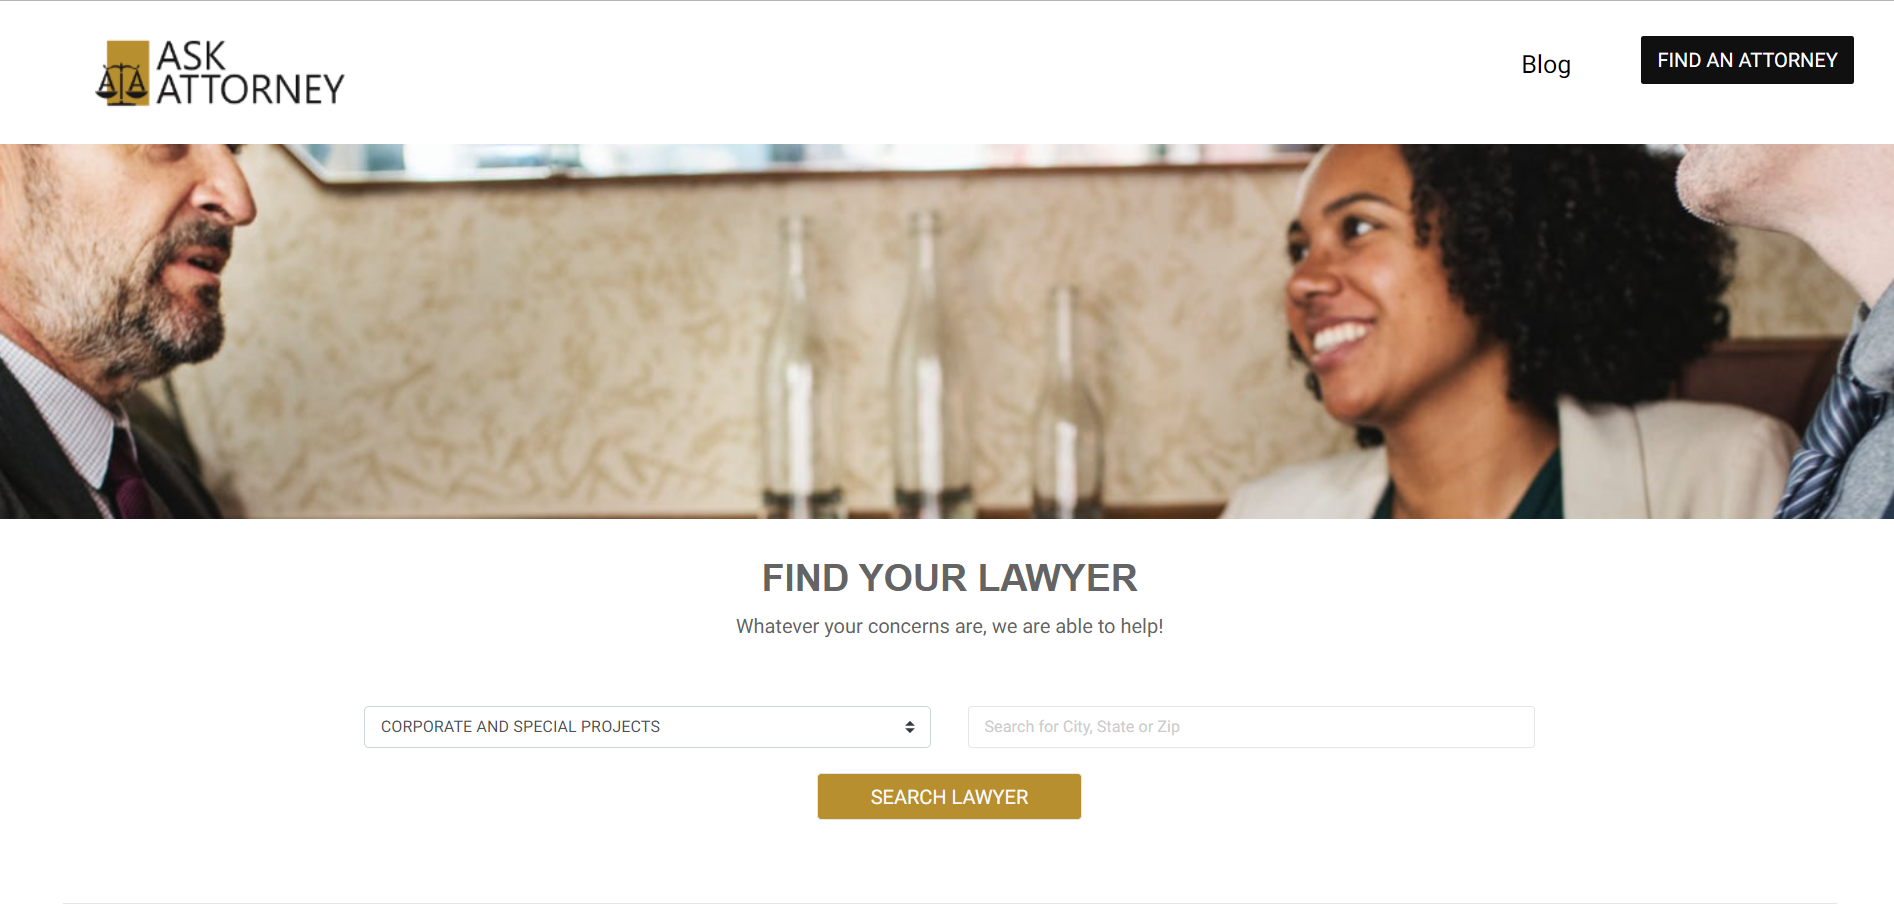 ASK
ATTORNEY
Blog
FIND AN ATTORNEY
FIND YOUR LAWYER
Whatever your concerns are, we are able to help!
CORPORATE AND SPECIAL PROJECTS
Search for City, State or Zip
SEARCH LAWYER